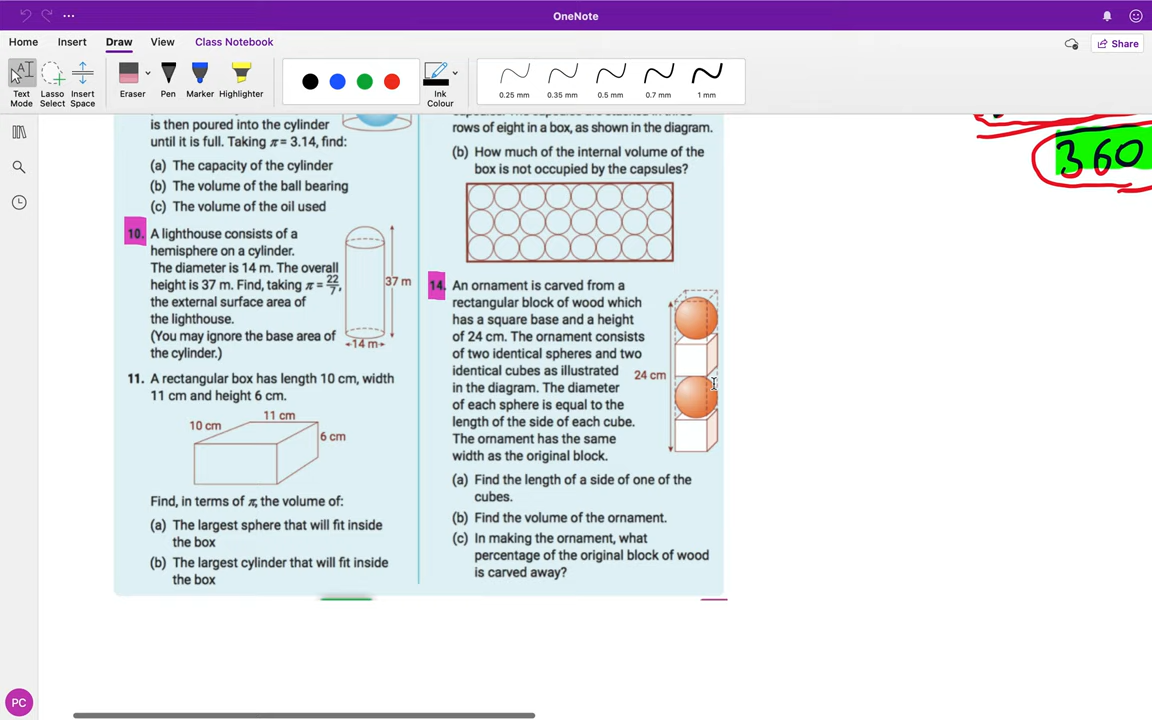 OneNote
Home Insert Draw View Class Notebook
Share
Text Mode
Lasso Select
Insert Space
Eraser
Pen
Marker
Highlighter
Ink Colour
0.25 mm
0.35 mm
0.5 mm
0.7 mm
1 mm
is then poured into the cylinder
until it is full. Taking π = 3.14, find:
(a) The capacity of the cylinder
(b) The volume of the ball bearing
(c) The volume of the oil used
10. A lighthouse consists of a
hemisphere on a cylinder.
The diameter is 14 m. The overall
height is 37 m. Find, taking π = 22/7,
the external surface area of
the lighthouse.
(You may ignore the base area of
the cylinder.)
37 m
14 m
11. A rectangular box has length 10 cm, width
11 cm and height 6 cm.
11 cm
10 cm
6 cm
Find, in terms of π, the volume of:
(a) The largest sphere that will fit inside
the box
(b) The largest cylinder that will fit inside
the box
capsules. The capsules are stacked in three
rows of eight in a box, as shown in the diagram.
(b) How much of the internal volume of the
box is not occupied by the capsules?
14. An ornament is carved from a
rectangular block of wood which
has a square base and a height
of 24 cm. The ornament consists
of two identical spheres and two
identical cubes as illustrated
in the diagram. The diameter
of each sphere is equal to the
length of the side of each cube.
The ornament has the same
width as the original block.
24 cm
(a) Find the length of a side of one of the
cubes.
(b) Find the volume of the ornament.
(c) In making the ornament, what
percentage of the original block of wood
is carved away?
360
PC